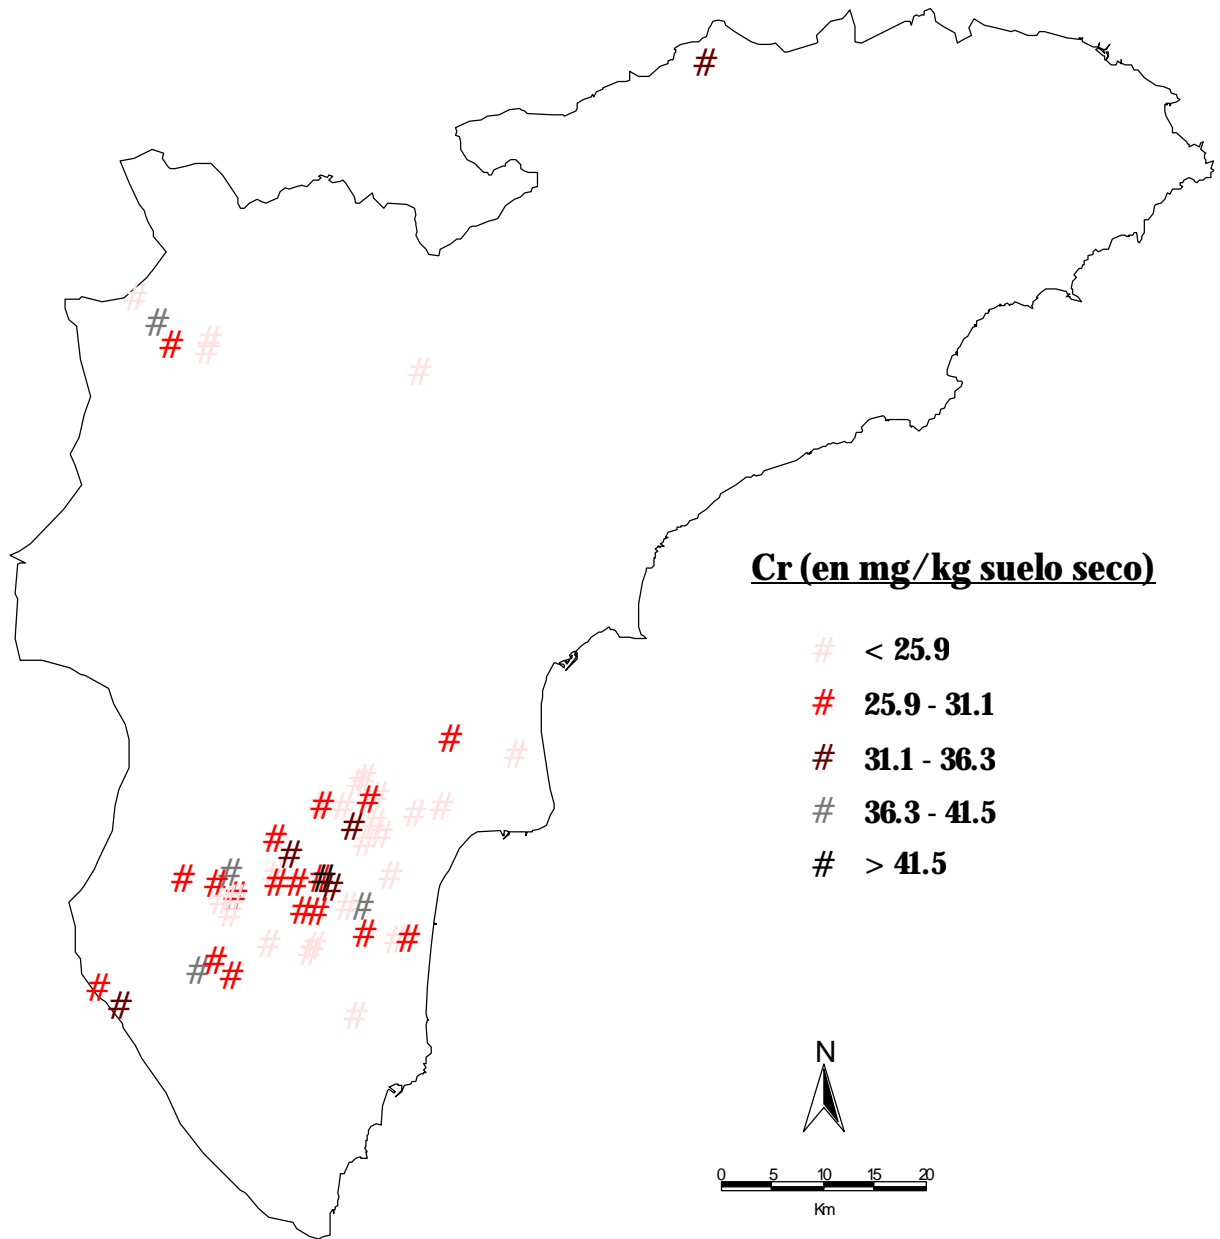 Cr (en mg/kg suelo seco)
# < 25.9
# 25.9 - 31.1
# 31.1 - 36.3
# 36.3 - 41.5
# > 41.5
N
0 5 10 15 20
Km